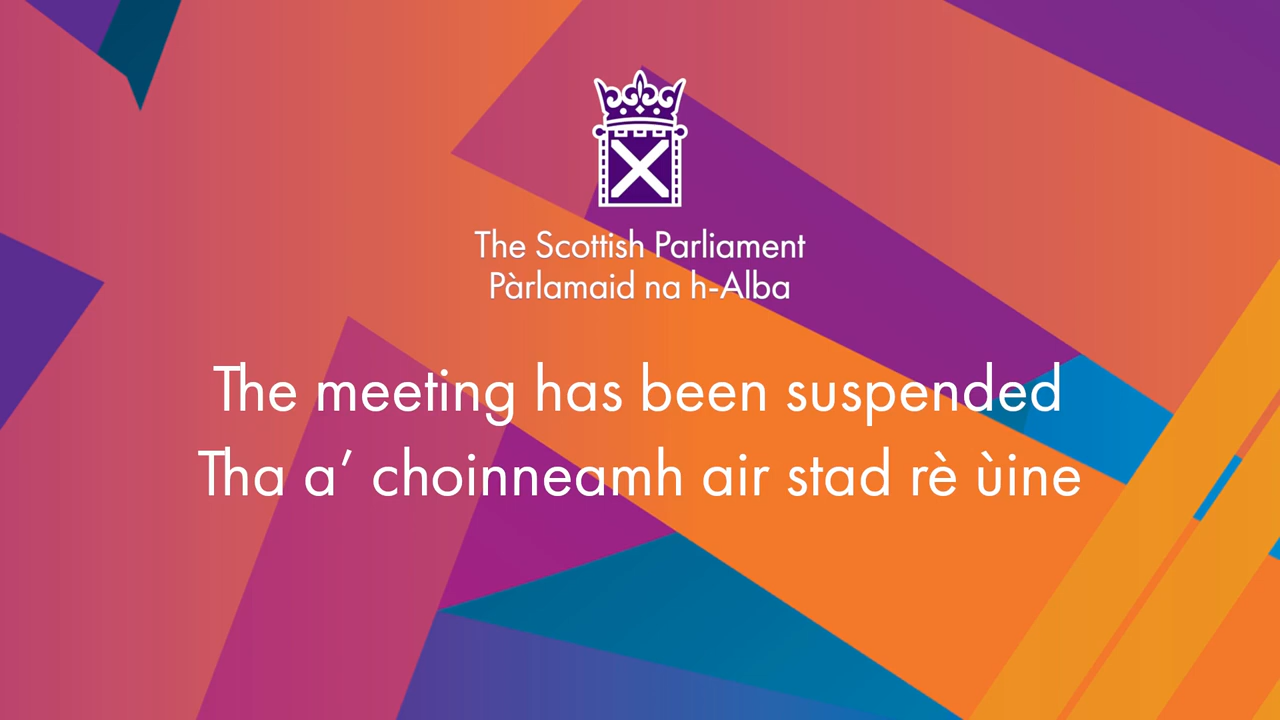 The Scottish Parliament
Pàrlamaid na h-Alba
The meeting has been suspended
Tha a’ choinneamh air stad rè ùine